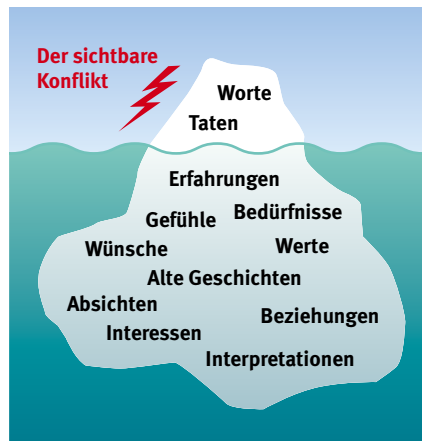 Der sichtbare
Konflikt
Worte
Taten
Erfahrungen
Gefühle
Bedürfnisse
Wünsche
Werte
Alte Geschichten
Absichten
Beziehungen
Interessen
Interpretationen